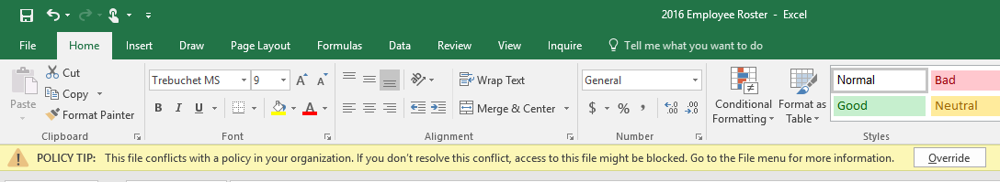 2016 Employee Roster - Excel
File Home Insert Draw Page Layout Formulas Data Review View Inquire Tell me what you want to do
Paste
Cut
Copy
Format Painter
Clipboard
Trebuchet MS 9 A A
B I U A
Font
Wrap Text
Merge & Center
Alignment
General
$ % , .0 .00 .00 .0
Number
Conditional Formatting
Format as Table
Normal Bad
Good Neutral
Styles
POLICY TIP: This file conflicts with a policy in your organization. If you don't resolve this conflict, access to this file might be blocked. Go to the File menu for more information. Override